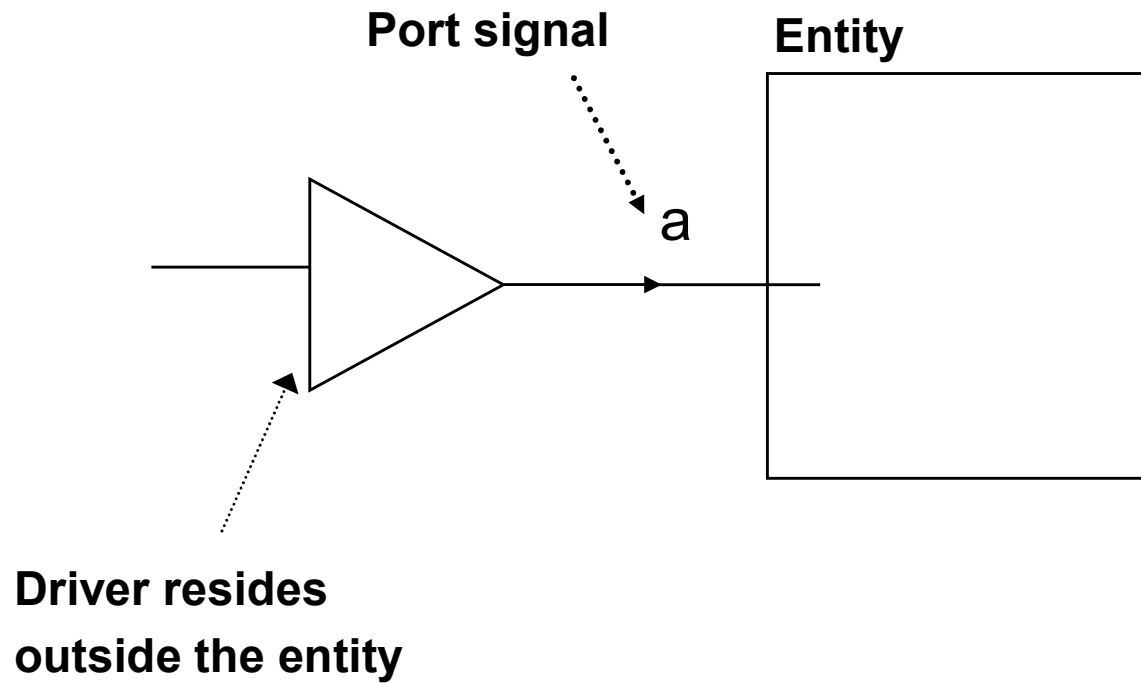 Port signal
Entity
a
Driver resides
outside the entity